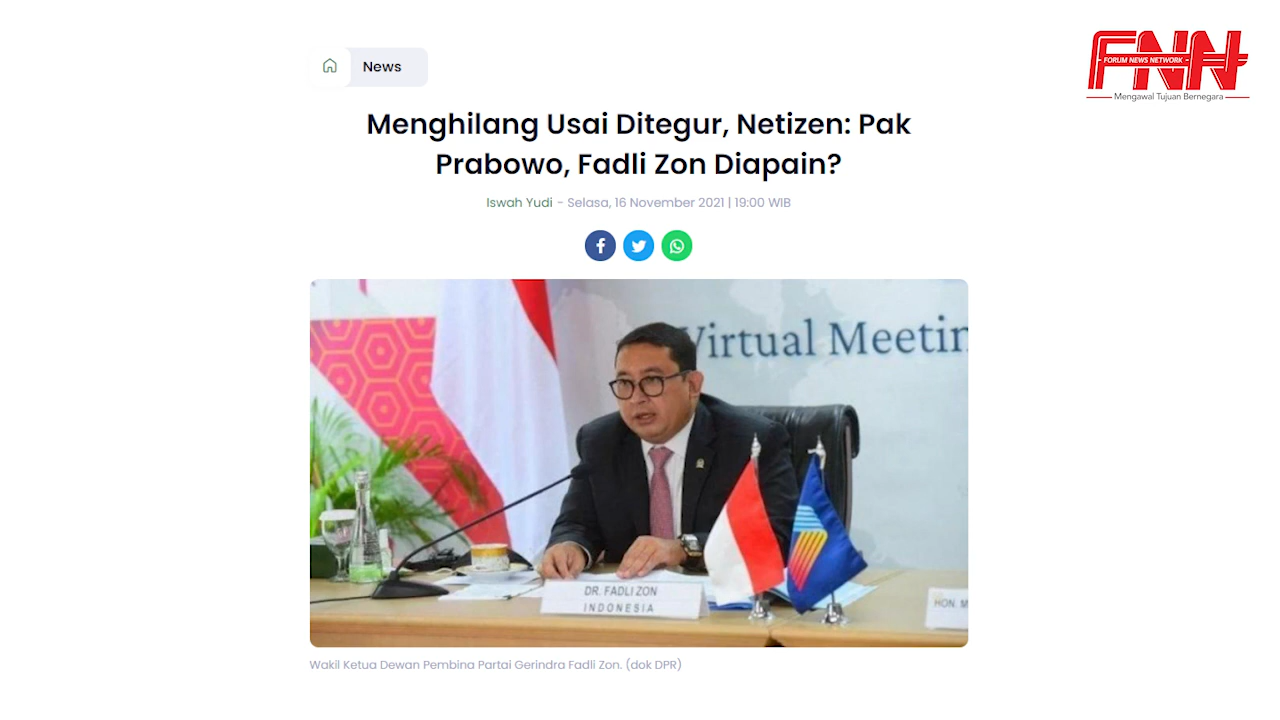 FNN
FORUM NEWS NETWORK
Mengawal Tujuan Bernegara
News
Menghilang Usai Ditegur, Netizen: Pak
Prabowo, Fadli Zon Diapain?
Iswah Yudi - Selasa, 16 November 2021 | 19:00 WIB
Virtual Meetin
DR. FADLI ZON
INDONESIA
HON. M
Wakil Ketua Dewan Pembina Partai Gerindra Fadli Zon. (dok DPR)